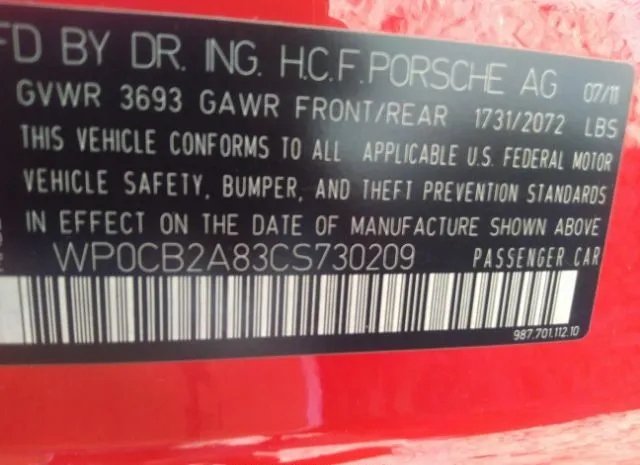 FD BY DR. ING. H.C.F. PORSCHE AG 07/11
GVWR 3693 GAWR FRONT/REAR 1731/2072 LBS
THIS VEHICLE CONFORMS TO ALL APPLICABLE U.S. FEDERAL MOTOR
VEHICLE SAFETY, BUMPER, AND THEFT PREVENTION STANDARDS
IN EFFECT ON THE DATE OF MANUFACTURE SHOWN ABOVE
WP0CB2A83CS730209 PASSENGER CAR
987.701.112.10